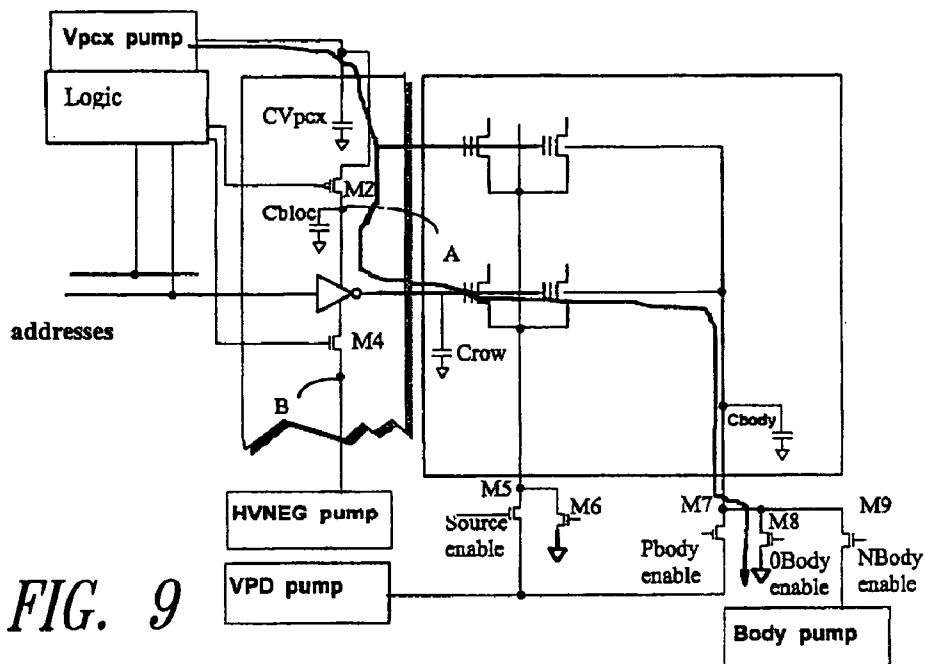 Vpcx pump
Logic
CVpcx
M2
Cbloc
A
addresses
M4
Crow
B
Cbody
HVNEG pump
M5
Source
enable
M6
M7
M8
M9
Pbody
enable
0Body
enable
NBody
enable
VPD pump
Body pump
FIG. 9